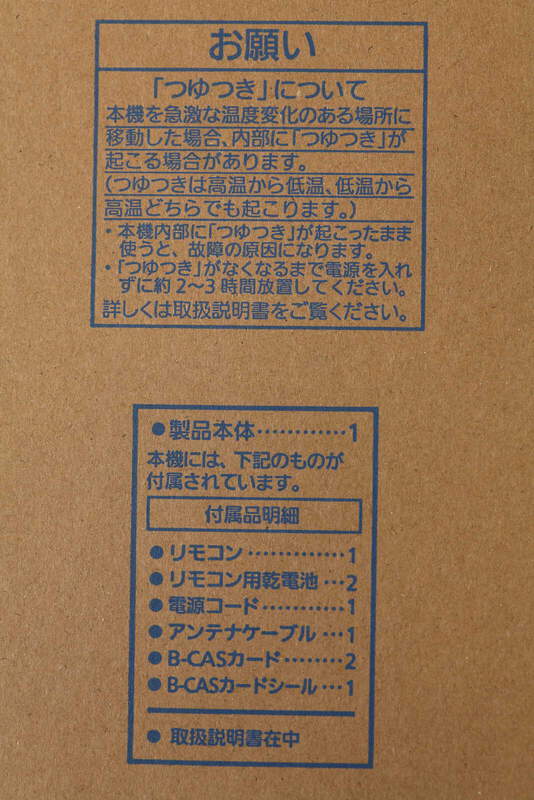 お願い
「つゆつき」について
本機を急激な温度変化のある場所に
移動した場合、内部に「つゆつき」が
起こる場合があります。
(つゆつきは高温から低温、低温から
高温どちらでも起こります。)
・本機内部に「つゆつき」が起こったまま
使うと、故障の原因になります。
・「つゆつき」がなくなるまで電源を入れ
ずに約2〜3時間放置してください。
詳しくは取扱説明書をご覧ください。
●製品本体…………1
本機には、下記のものが
付属されています。
付属品明細
●リモコン…………1
●リモコン用乾電池…2
●電源コード…………1
●アンテナケーブル…1
●B-CASカード………2
●B-CASカードシール…1
●取扱説明書在中